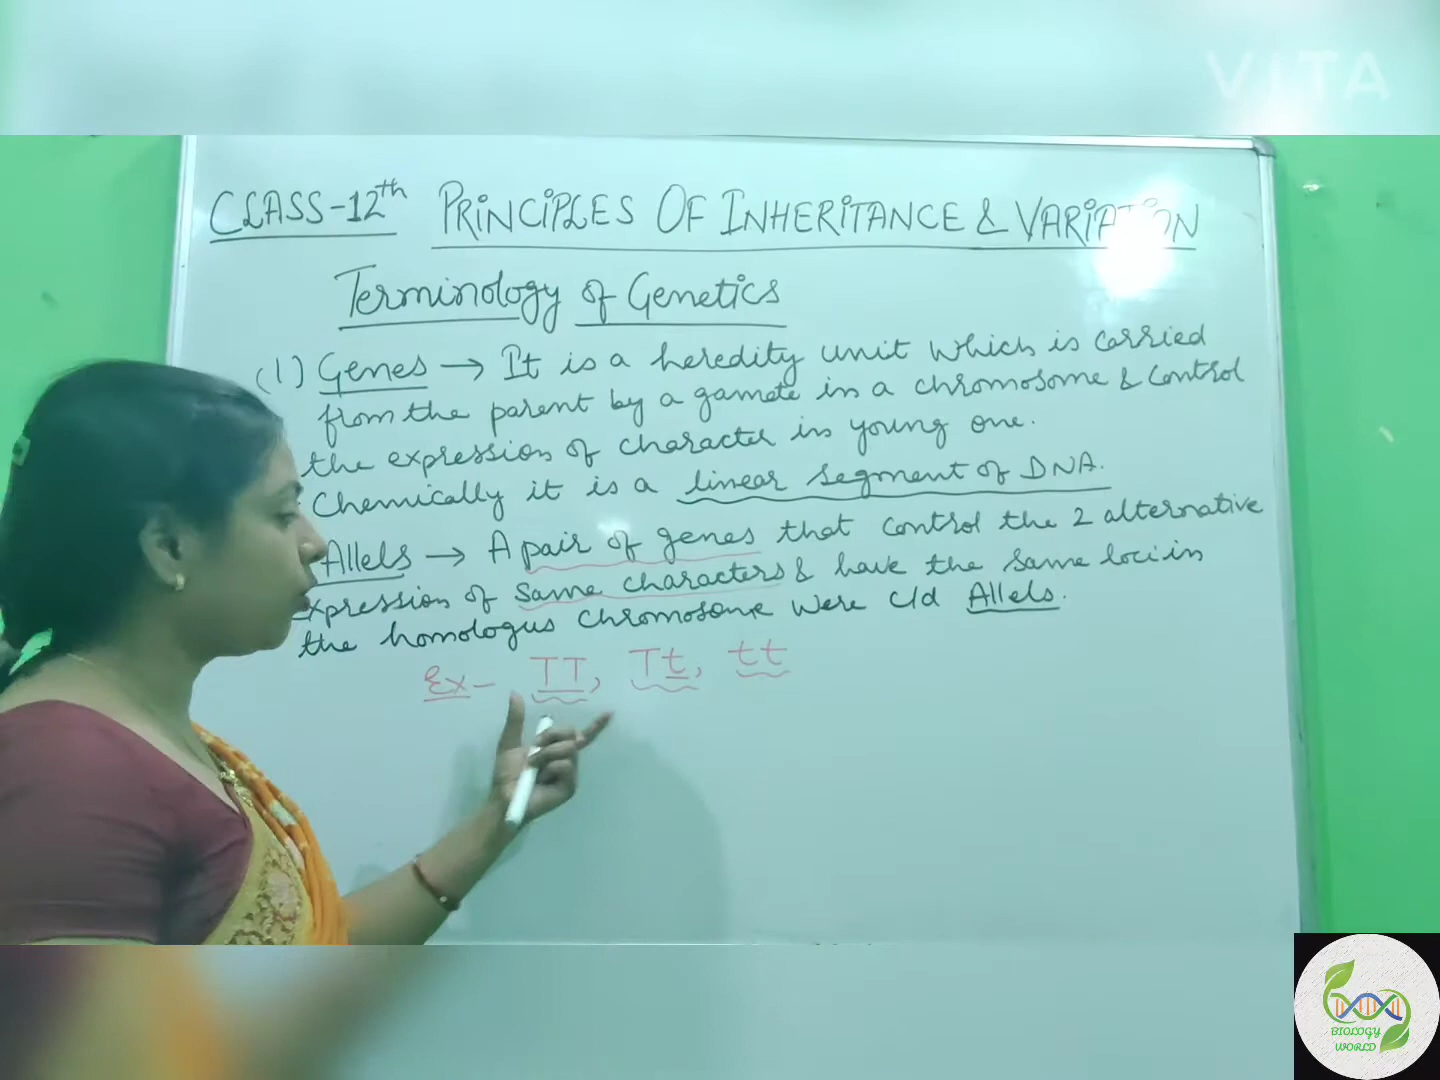 VITA
CLASS-12th PRINCIPLES OF INHERITANCE & VARIATION
Terminology of Genetics
(1) Genes → It is a heredity unit which is carried
from the parent by a gamete in a chromosome & control
the expression of character in young one.
Chemically it is a linear segment of DNA.
Allels → A pair of genes that control the 2 alternative
xpression of same characters & have the same loci in
the homologus chromosome were c/d Allels.
Ex- TT, Tt, tt
BIOLOGY
WORLD